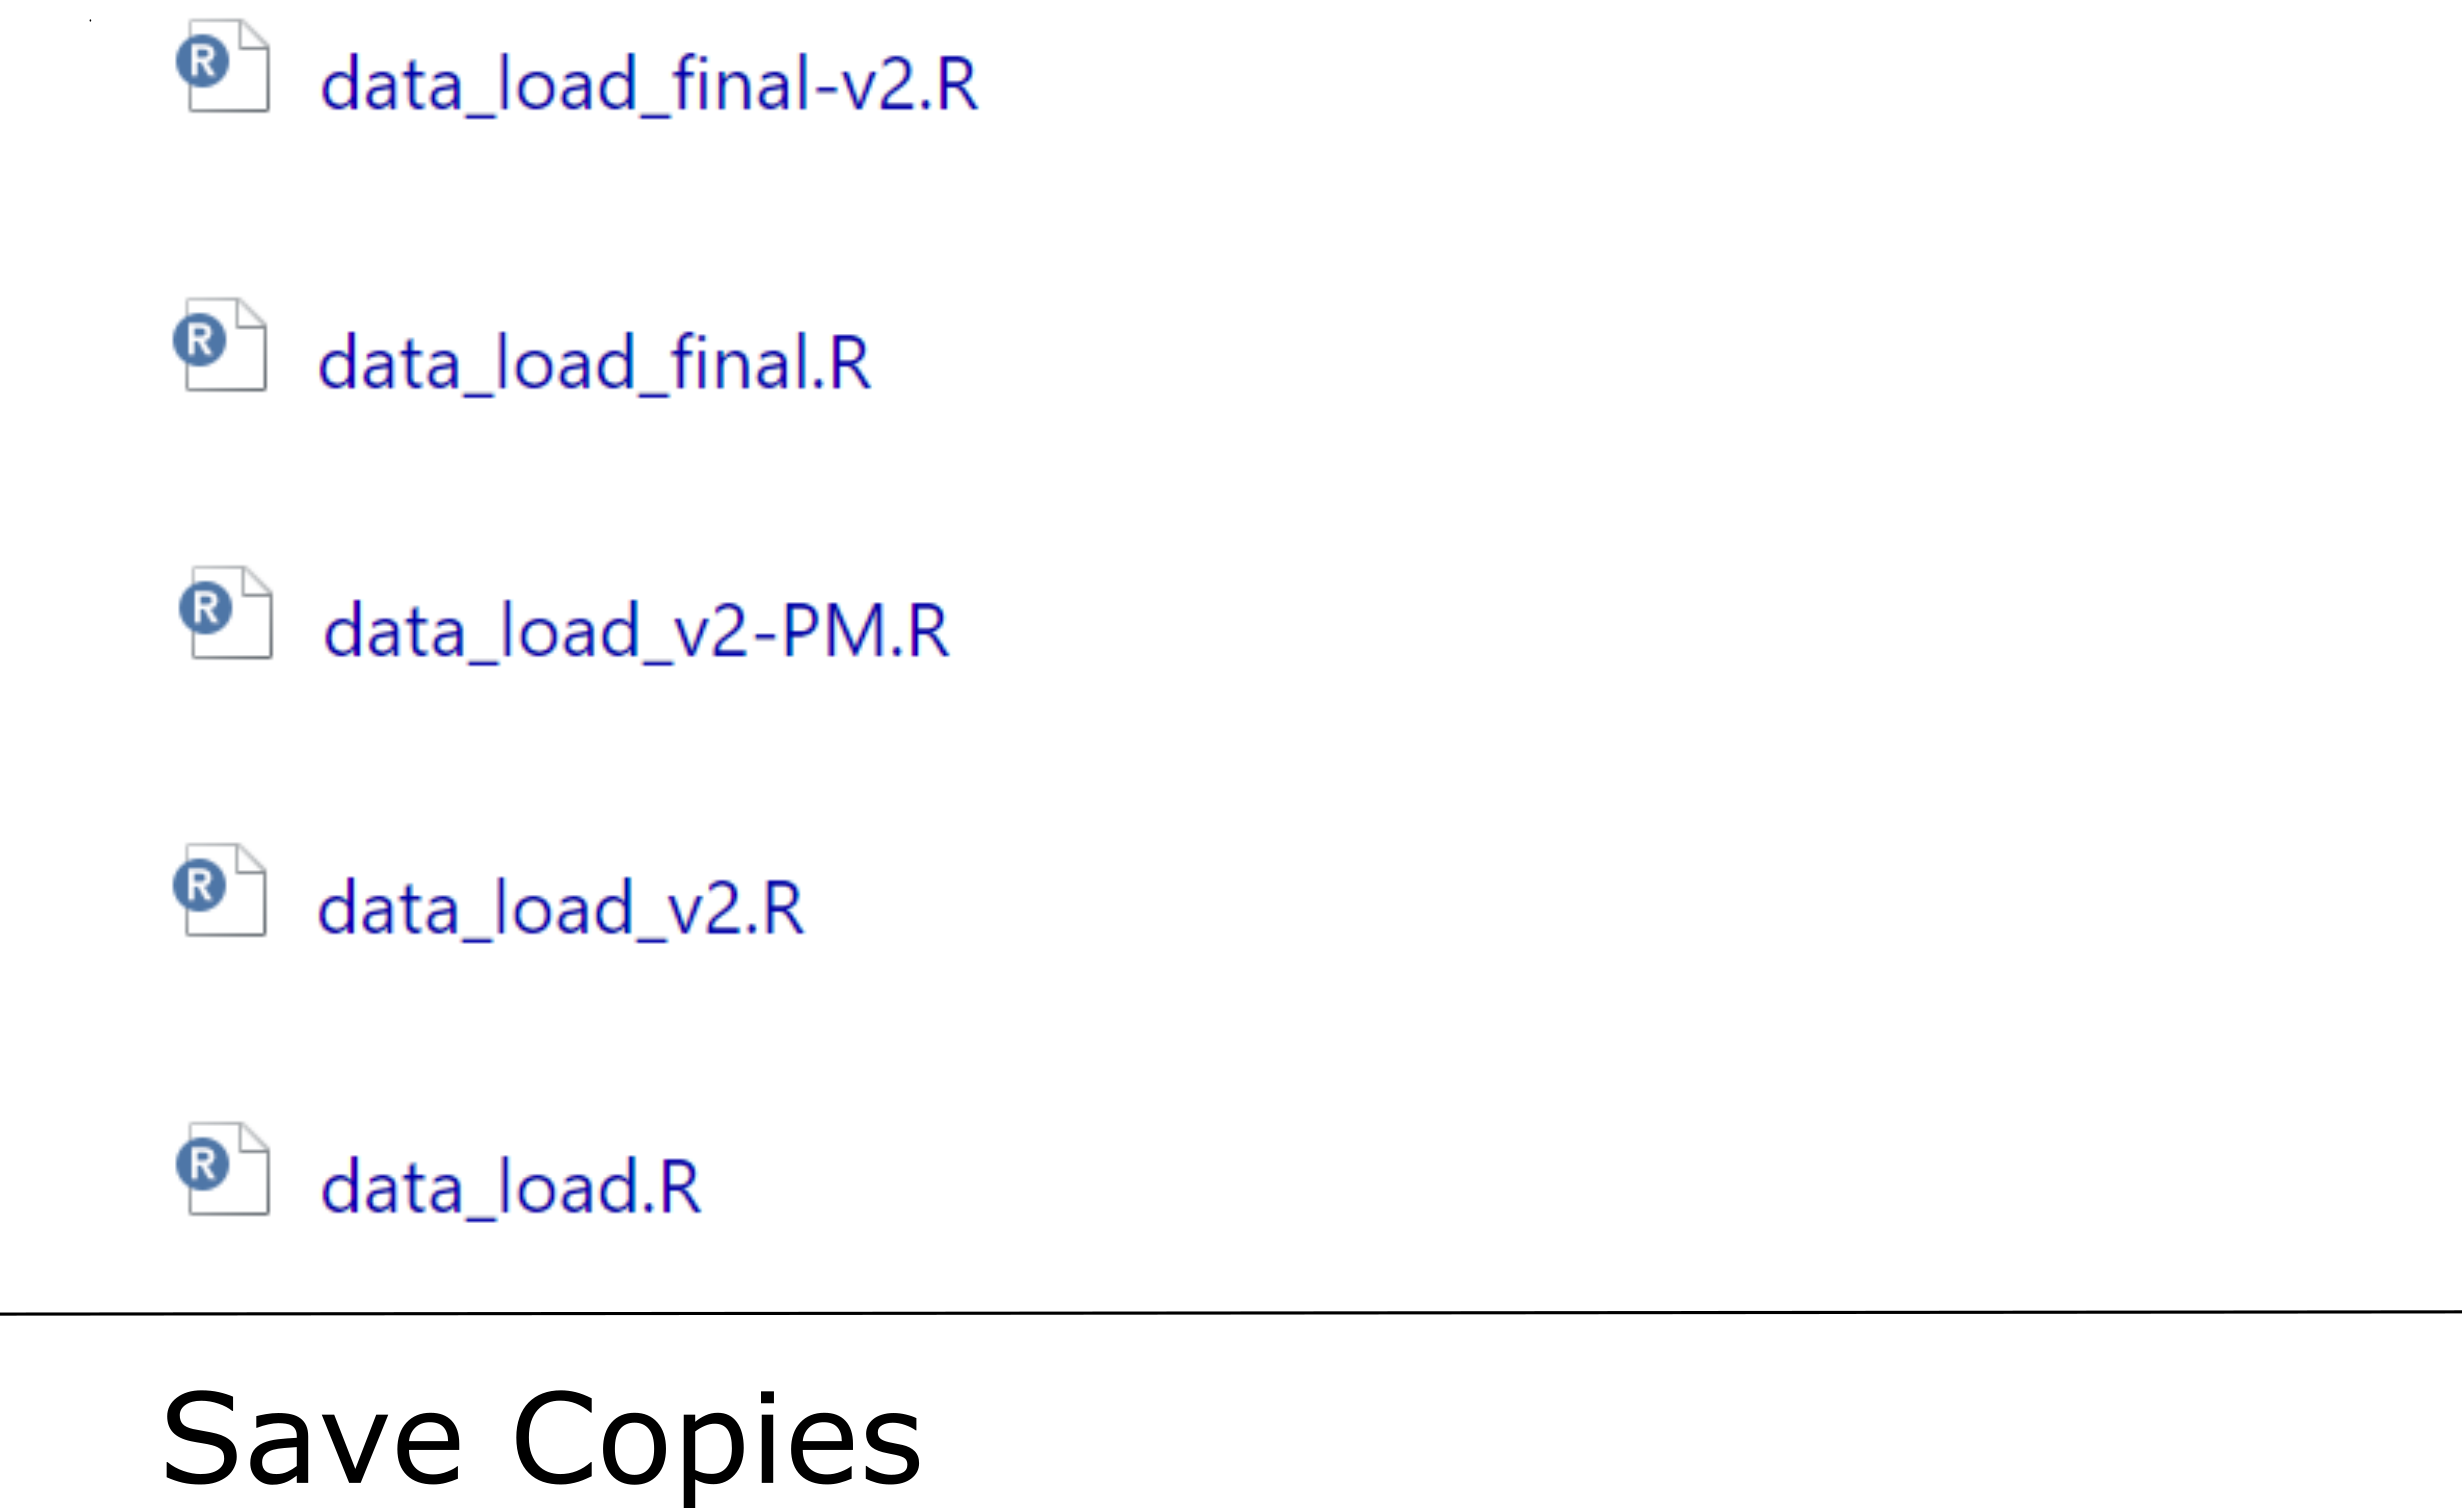 R data_load_final-v2.R
R data_load_final.R
R data_load_v2-PM.R
R data_load_v2.R
R data_load.R
Save Copies